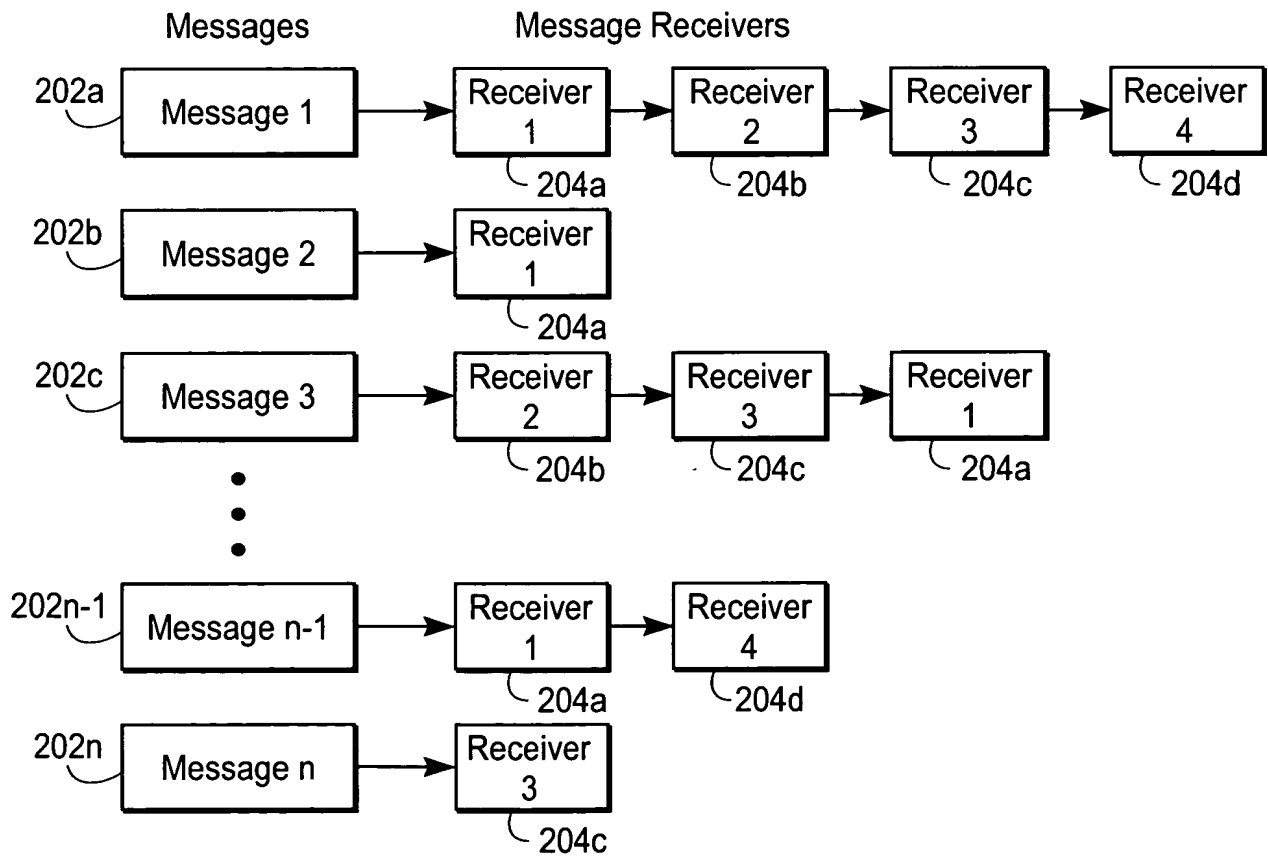 Messages
Message Receivers
202a
Message 1
Receiver
1
204a
Receiver
2
204b
Receiver
3
204c
Receiver
4
204d
202b
Message 2
Receiver
1
204a
202c
Message 3
Receiver
2
204b
Receiver
3
204c
Receiver
1
204a
202n-1
Message n-1
Receiver
1
204a
Receiver
4
204d
202n
Message n
Receiver
3
204c